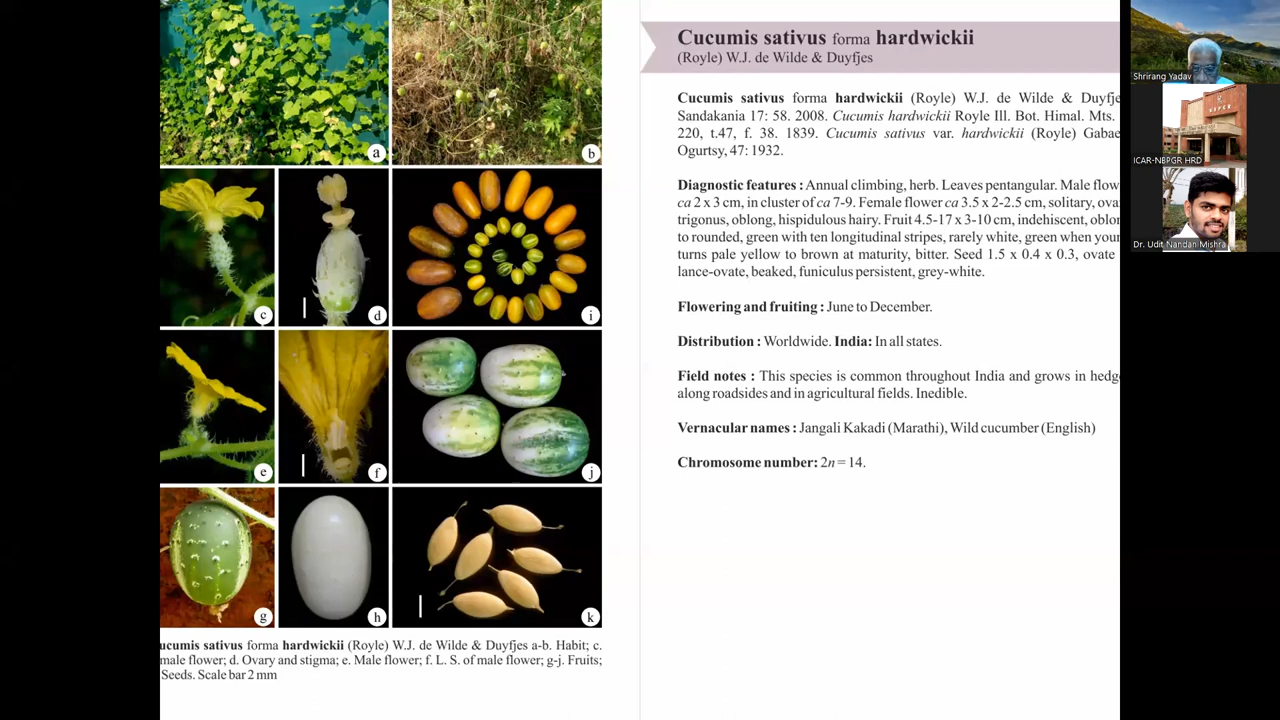 a
b
c
d
i
e
f
j
g
h
k
ucumis sativus forma hardwickii (Royle) W.J. de Wilde & Duyfjes a-b. Habit; c.
male flower; d. Ovary and stigma; e. Male flower; f. L. S. of male flower; g-j. Fruits;
Seeds. Scale bar 2 mm
Cucumis sativus forma hardwickii
(Royle) W.J. de Wilde & Duyfjes
Cucumis sativus forma hardwickii (Royle) W.J. de Wilde & Duyfje
Sandakania 17: 58. 2008. Cucumis hardwickii Royle Ill. Bot. Himal. Mts.
220, t.47, f. 38. 1839. Cucumis sativus var. hardwickii (Royle) Gabae
Ogurtsy, 47: 1932.
Diagnostic features : Annual climbing, herb. Leaves pentangular. Male flow
ca 2 x 3 cm, in cluster of ca 7-9. Female flower ca 3.5 x 2-2.5 cm, solitary, ova
trigonus, oblong, hispidulous hairy. Fruit 4.5-17 x 3-10 cm, indehiscent, oblon
to rounded, green with ten longitudinal stripes, rarely white, green when your
turns pale yellow to brown at maturity, bitter. Seed 1.5 x 0.4 x 0.3, ovate
lance-ovate, beaked, funiculus persistent, grey-white.
Flowering and fruiting : June to December.
Distribution : Worldwide. India: In all states.
Field notes : This species is common throughout India and grows in hedg
along roadsides and in agricultural fields. Inedible.
Vernacular names : Jangali Kakadi (Marathi), Wild cucumber (English)
Chromosome number: 2n = 14.
Shrirang Yadav
ICAR-NBPGR HRD
Dr. Udit Nandan Mishra